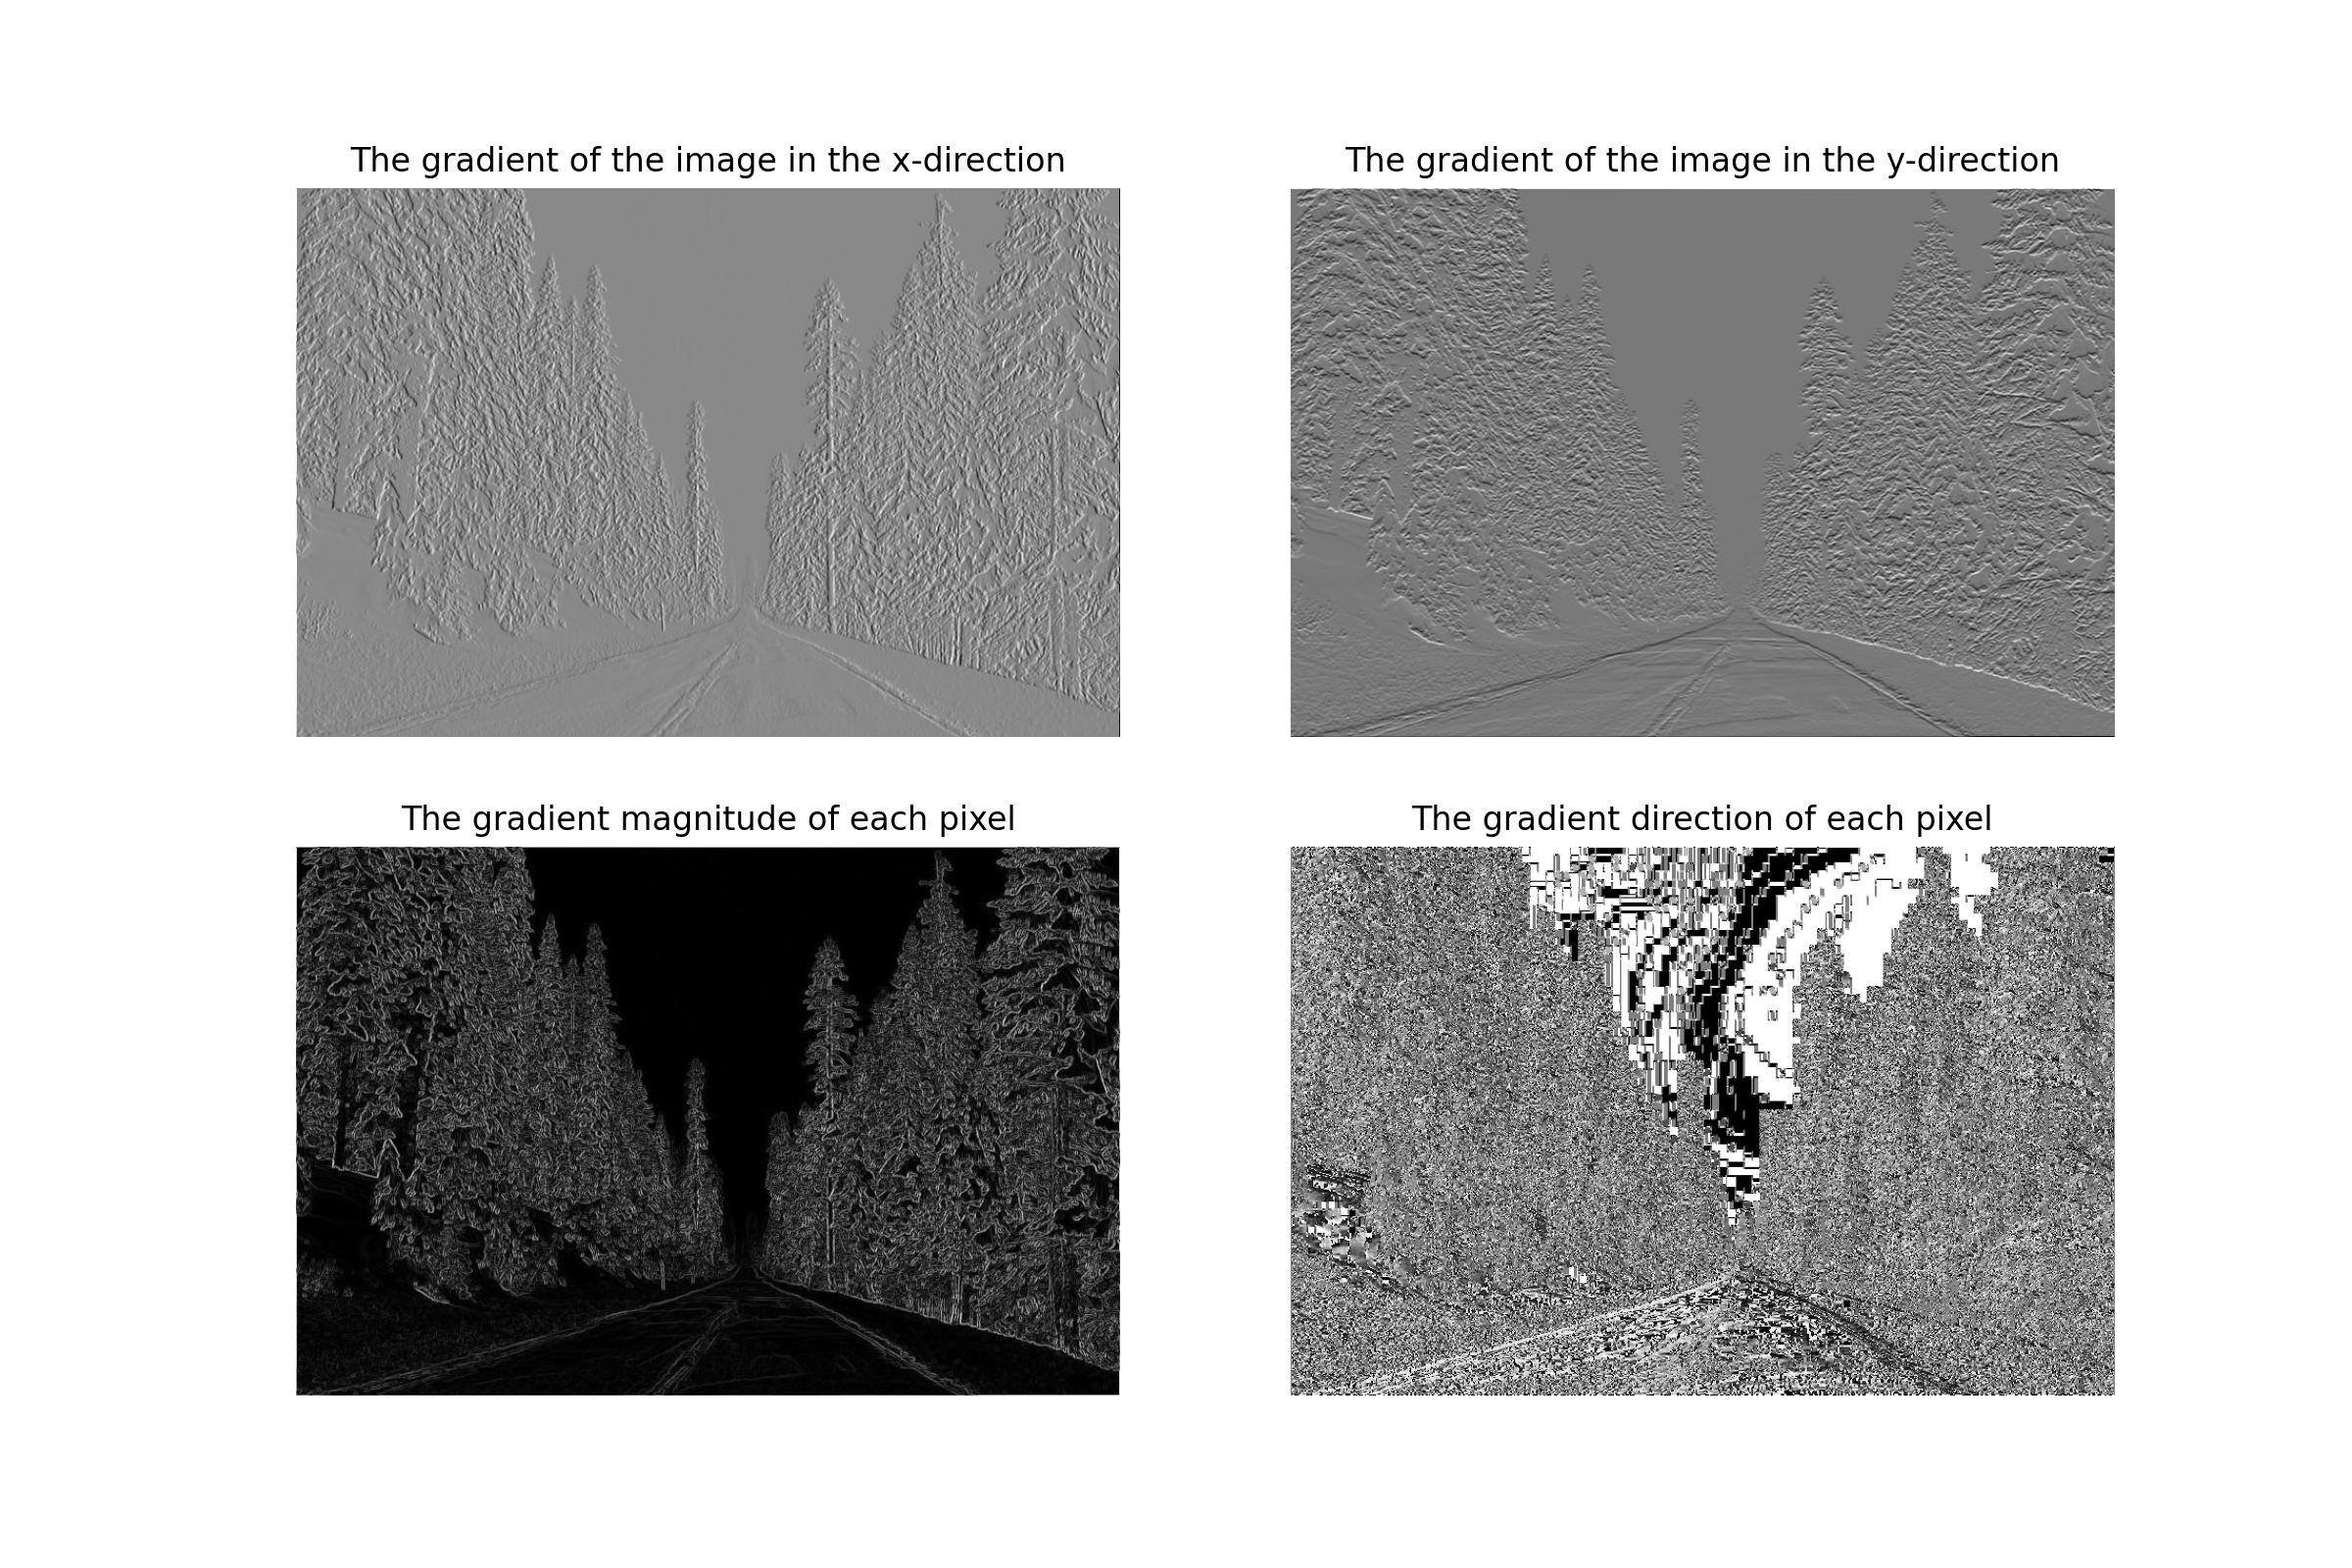 The gradient of the image in the x-direction
The gradient of the image in the y-direction
The gradient magnitude of each pixel
The gradient direction of each pixel